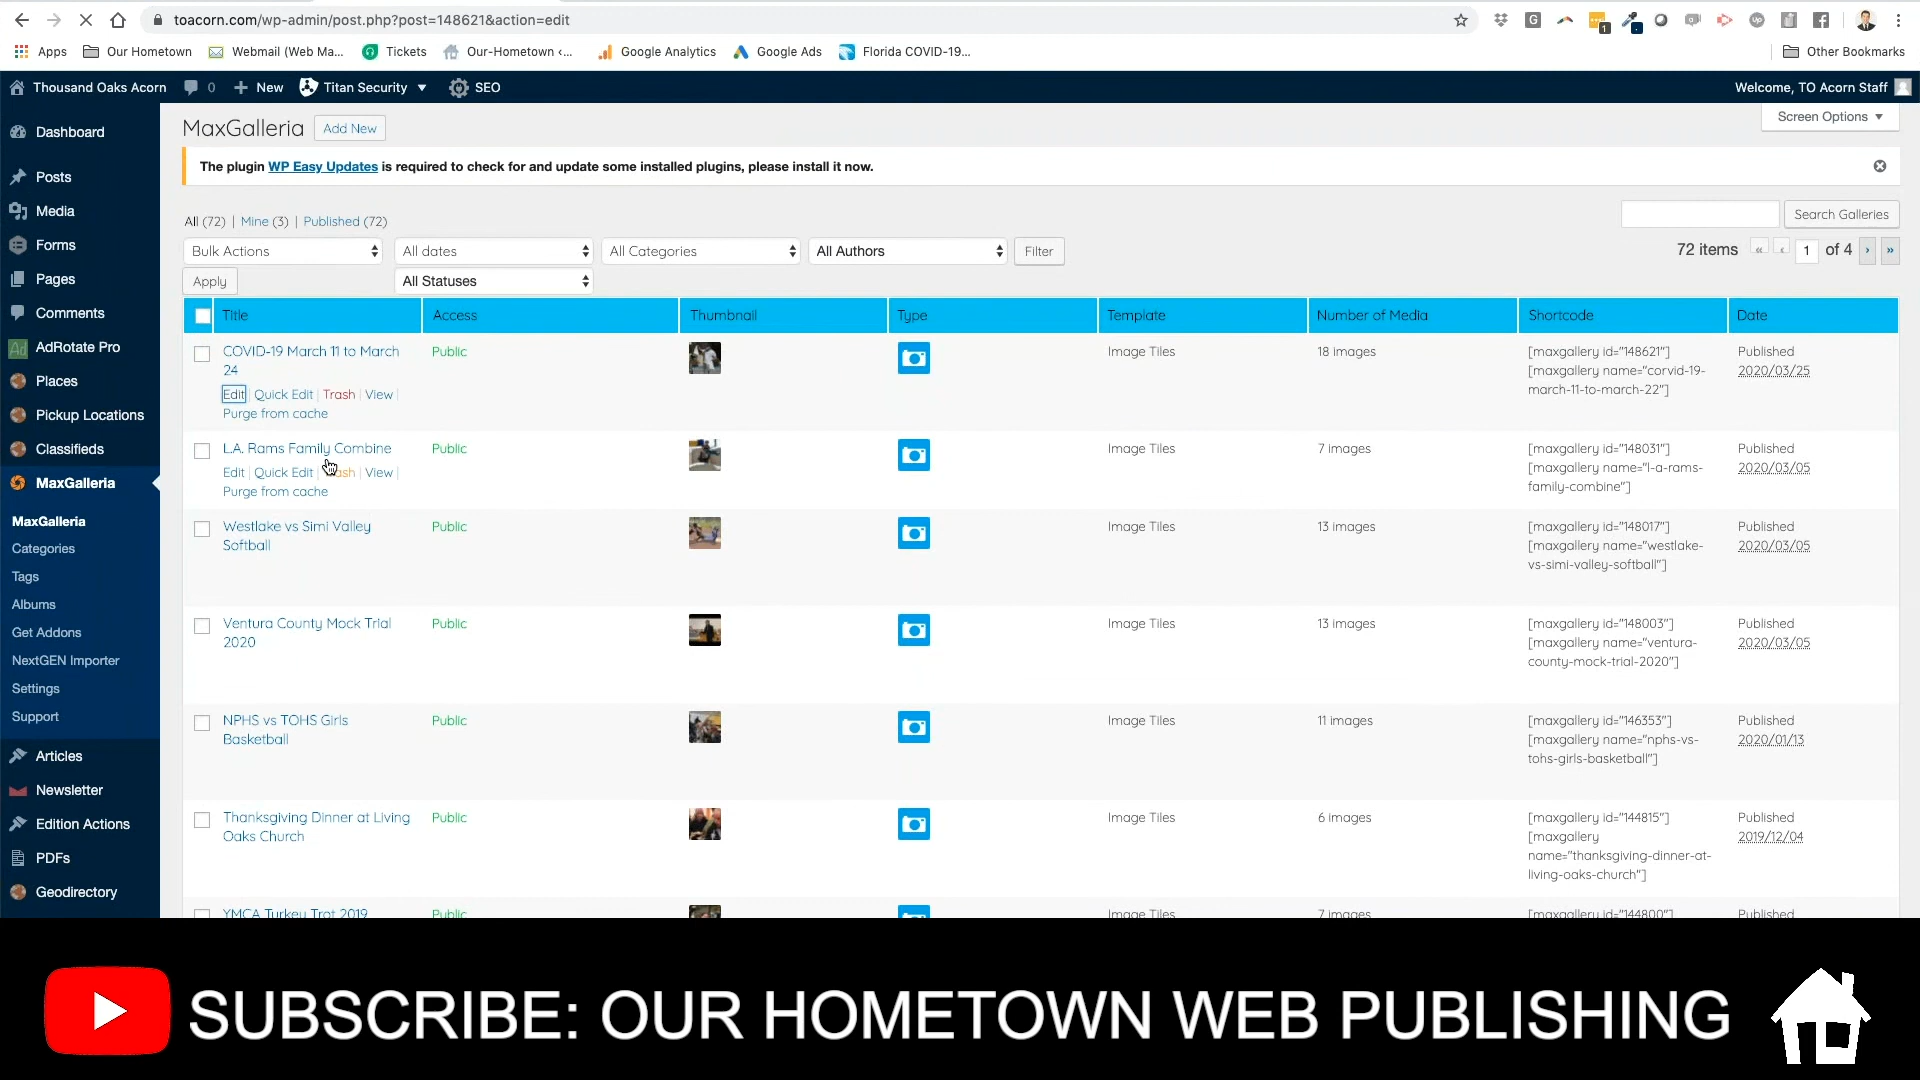 toacorn.com/wp-admin/post.php?post=148621&action=edit
Apps Our Hometown Webmail (Web Ma... Tickets Our-Hometown <... Google Analytics Google Ads Florida COVID-19... Other Bookmarks
Thousand Oaks Acorn 0 + New Titan Security SEO Welcome, TO Acorn Staff
Dashboard
Posts
Media
Forms
Pages
Comments
AdRotate Pro
Places
Pickup Locations
Classifieds
MaxGalleria
MaxGalleria
Categories
Tags
Albums
Get Addons
NextGEN Importer
Settings
Support
Articles
Newsletter
Edition Actions
PDFs
Geodirectory
MaxGalleria Add New
Screen Options
The plugin WP Easy Updates is required to check for and update some installed plugins, please install it now.
All (72) | Mine (3) | Published (72)
Search Galleries
Bulk Actions All dates All Categories All Authors Filter
72 items « ‹ 1 of 4 › »
Apply All Statuses
Title Access Thumbnail Type Template Number of Media Shortcode Date
COVID-19 March 11 to March
24
Edit | Quick Edit | Trash | View |
Purge from cache
Public
Image Tiles
18 images
[maxgallery id="148621"]
[maxgallery name="corvid-19-
march-11-to-march-22"]
Published
2020/03/25
L.A. Rams Family Combine
Edit | Quick Edit | ash | View |
Purge from cache
Public
Image Tiles
7 images
[maxgallery id="148031"]
[maxgallery name="l-a-rams-
family-combine"]
Published
2020/03/05
Westlake vs Simi Valley
Softball
Public
Image Tiles
13 images
[maxgallery id="148017"]
[maxgallery name="westlake-
vs-simi-valley-softball"]
Published
2020/03/05
Ventura County Mock Trial
2020
Public
Image Tiles
13 images
[maxgallery id="148003"]
[maxgallery name="ventura-
county-mock-trial-2020"]
Published
2020/03/05
NPHS vs TOHS Girls
Basketball
Public
Image Tiles
11 images
[maxgallery id="146353"]
[maxgallery name="nphs-vs-
tohs-girls-basketball"]
Published
2020/01/13
Thanksgiving Dinner at Living
Oaks Church
Public
Image Tiles
6 images
[maxgallery id="144815"]
[maxgallery
name="thanksgiving-dinner-at-
living-oaks-church"]
Published
2019/12/04
YMCA Turkey Trot 2019
Public
Image Tiles
7 images
[maxgallery id="144800"]
Published
SUBSCRIBE: OUR HOMETOWN WEB PUBLISHING